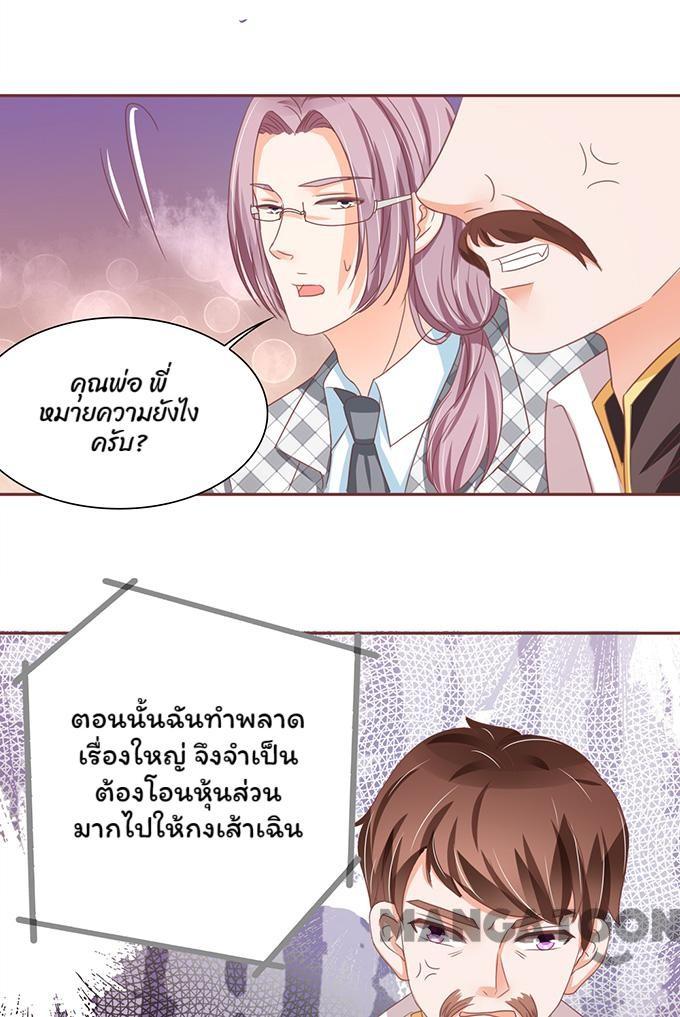 คุณพ่อ พี่
หมายความยังไง
ครับ?
ตอนนั้นฉันทำพลาด
เรื่องใหญ่ จึงจำเป็น
ต้องโอนหุ้นส่วน
มากไปให้กงเส้าเฉิน
MANGATOON